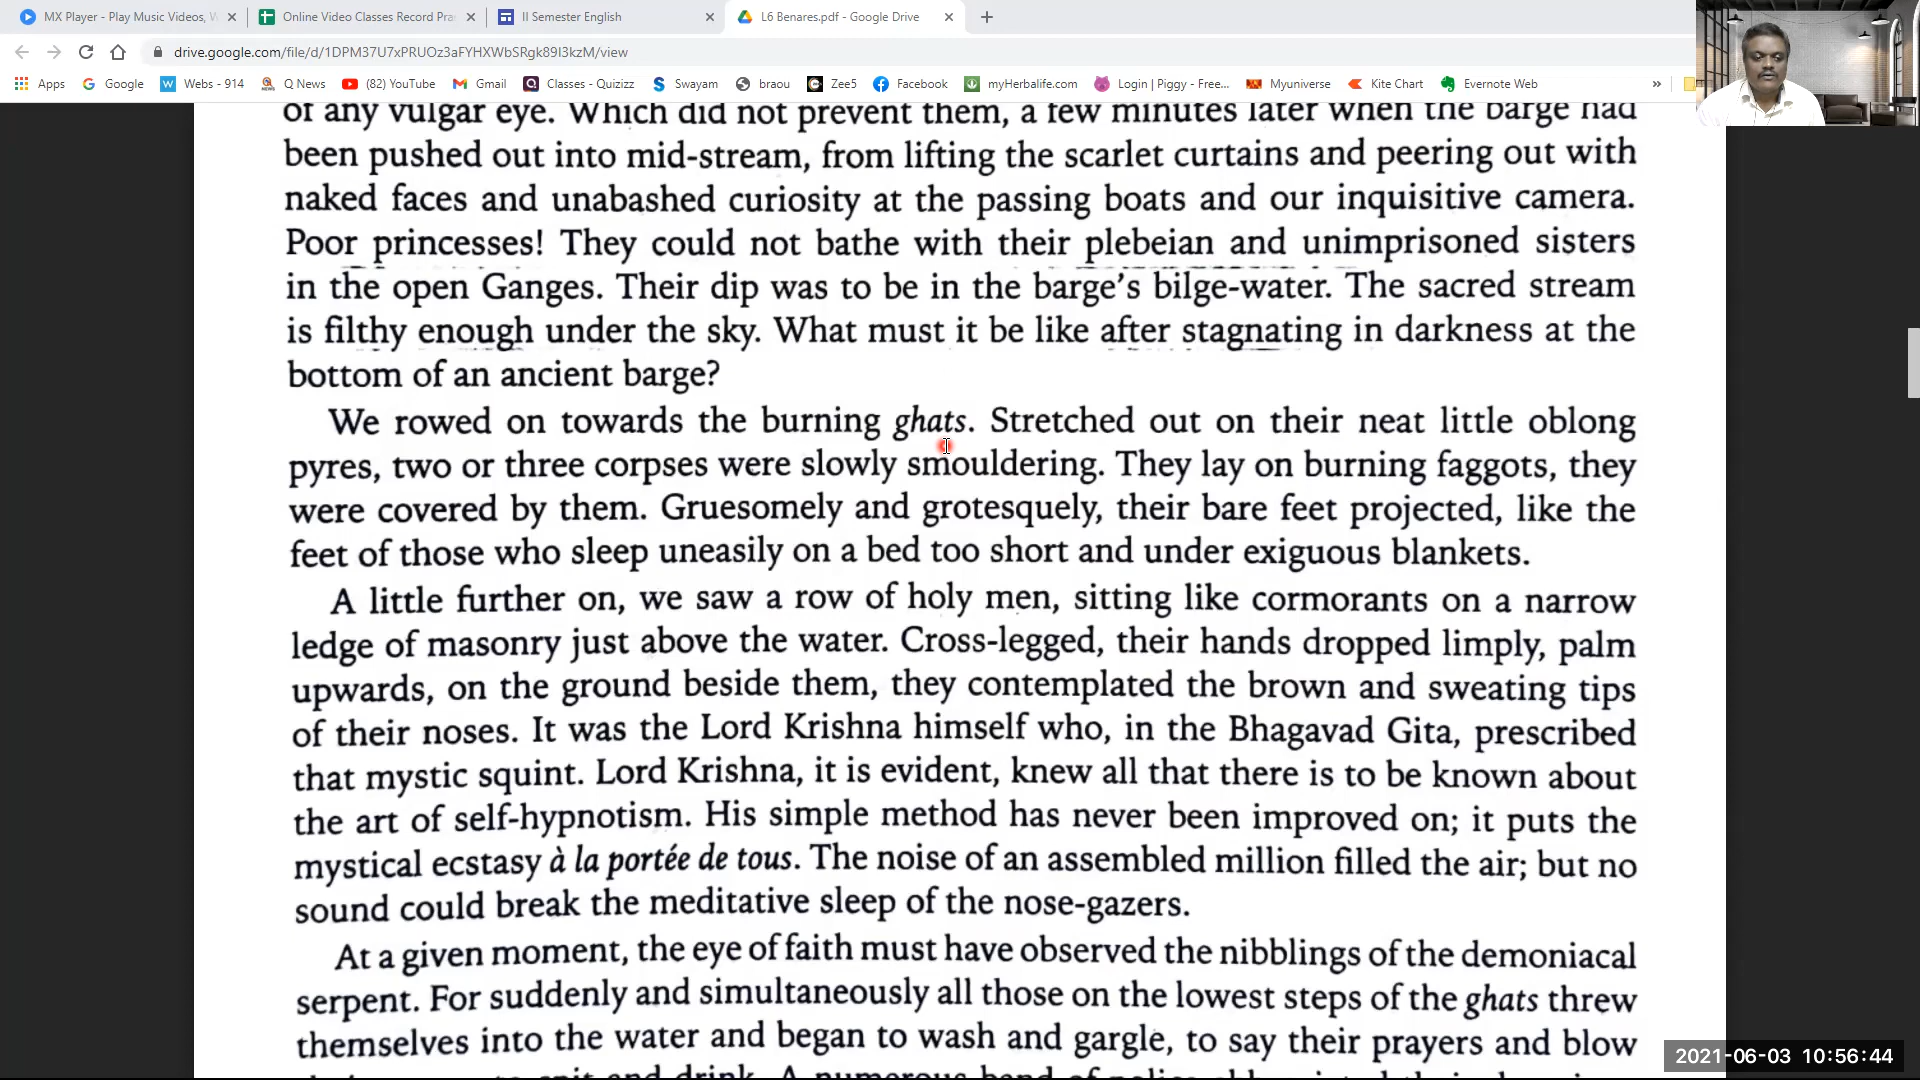 MX Player - Play Music Videos, W
Online Video Classes Record Pra
II Semester English
L6 Benares.pdf - Google Drive
drive.google.com/file/d/1DPM37U7xPRUOz3aFYHXWbSRgk89I3kzM/view
Apps Google Webs - 914 Q News (82) YouTube Gmail Classes - Quizizz Swayam braou Zee5 Facebook myHerbalife.com Login | Piggy - Free... Myuniverse Kite Chart Evernote Web »
of any vulgar eye. Which did not prevent them, a few minutes later when the barge had
been pushed out into mid-stream, from lifting the scarlet curtains and peering out with
naked faces and unabashed curiosity at the passing boats and our inquisitive camera.
Poor princesses! They could not bathe with their plebeian and unimprisoned sisters
in the open Ganges. Their dip was to be in the barge's bilge-water. The sacred stream
is filthy enough under the sky. What must it be like after stagnating in darkness at the
bottom of an ancient barge?
We rowed on towards the burning ghats. Stretched out on their neat little oblong
pyres, two or three corpses were slowly smouldering. They lay on burning faggots, they
were covered by them. Gruesomely and grotesquely, their bare feet projected, like the
feet of those who sleep uneasily on a bed too short and under exiguous blankets.
A little further on, we saw a row of holy men, sitting like cormorants on a narrow
ledge of masonry just above the water. Cross-legged, their hands dropped limply, palm
upwards, on the ground beside them, they contemplated the brown and sweating tips
of their noses. It was the Lord Krishna himself who, in the Bhagavad Gita, prescribed
that mystic squint. Lord Krishna, it is evident, knew all that there is to be known about
the art of self-hypnotism. His simple method has never been improved on; it puts the
mystical ecstasy à la portée de tous. The noise of an assembled million filled the air; but no
sound could break the meditative sleep of the nose-gazers.
At a given moment, the eye of faith must have observed the nibblings of the demoniacal
serpent. For suddenly and simultaneously all those on the lowest steps of the ghats threw
themselves into the water and began to wash and gargle, to say their prayers and blow
spit and drink. A numerous band of police
2021-06-03 10:56:44